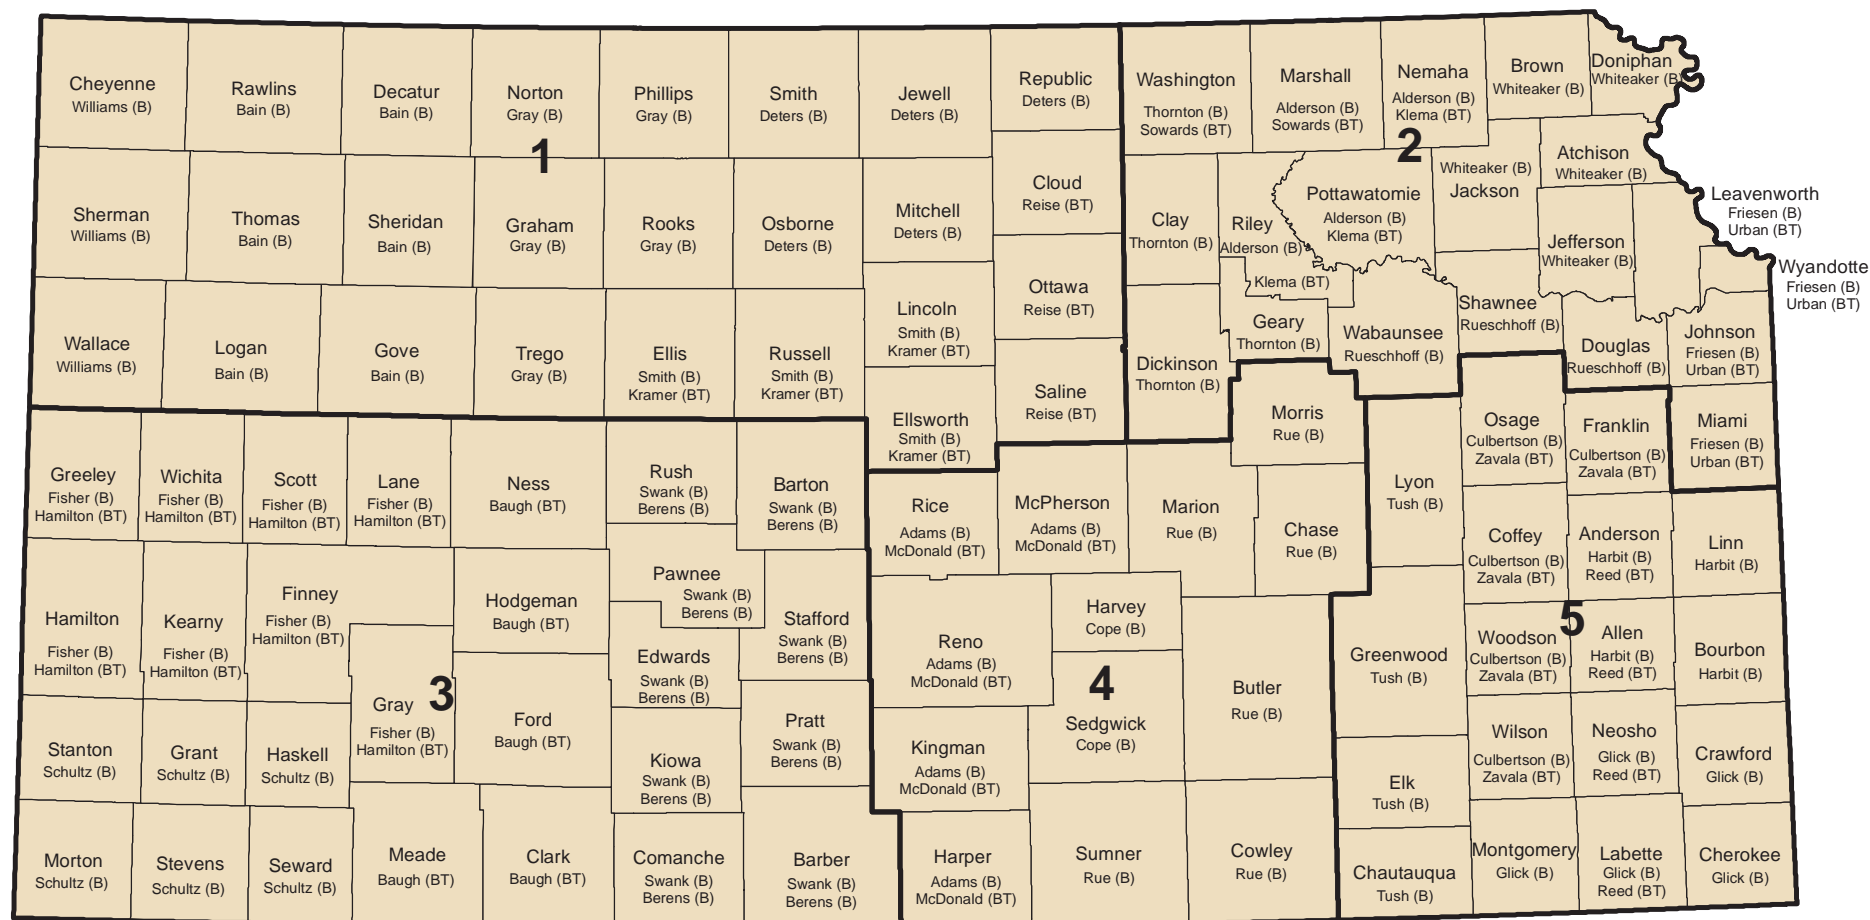 Cheyenne
Williams (B)
Rawlins
Bain (B)
Decatur
Bain (B)
Norton
Gray (B)
Phillips
Gray (B)
Smith
Deters (B)
Jewell
Deters (B)
Republic
Deters (B)
Washington
Thornton (B)
Sowards (BT)
Marshall
Alderson (B)
Sowards (BT)
Nemaha
Alderson (B)
Klema (BT)
Brown
Whiteaker (B)
Doniphan
Whiteaker (B)
1
2
Sherman
Williams (B)
Thomas
Bain (B)
Sheridan
Bain (B)
Graham
Gray (B)
Rooks
Gray (B)
Osborne
Deters (B)
Mitchell
Deters (B)
Cloud
Reise (BT)
Clay
Thornton (B)
Riley
Alderson (B)
Klema (BT)
Pottawatomie
Alderson (B)
Klema (BT)
Whiteaker (B)
Jackson
Atchison
Whiteaker (B)
Jefferson
Whiteaker (B)
Leavenworth
Friesen (B)
Urban (BT)
Wyandotte
Friesen (B)
Urban (BT)
Wallace
Williams (B)
Logan
Bain (B)
Gove
Bain (B)
Trego
Gray (B)
Ellis
Smith (B)
Kramer (BT)
Russell
Smith (B)
Kramer (BT)
Lincoln
Smith (B)
Kramer (BT)
Ottawa
Reise (BT)
Saline
Reise (BT)
Ellsworth
Smith (B)
Kramer (BT)
Dickinson
Thornton (B)
Geary
Thornton (B)
Wabaunsee
Rueschhoff (B)
Shawnee
Rueschhoff (B)
Douglas
Rueschhoff (B)
Johnson
Friesen (B)
Urban (BT)
Morris
Rue (B)
Osage
Culbertson (B)
Zavala (BT)
Franklin
Culbertson (B)
Zavala (BT)
Miami
Friesen (B)
Urban (BT)
Greeley
Fisher (B)
Hamilton (BT)
Wichita
Fisher (B)
Hamilton (BT)
Scott
Fisher (B)
Hamilton (BT)
Lane
Fisher (B)
Hamilton (BT)
Ness
Baugh (BT)
Rush
Swank (B)
Berens (B)
Barton
Swank (B)
Berens (B)
Rice
Adams (B)
McDonald (BT)
McPherson
Adams (B)
McDonald (BT)
Marion
Rue (B)
Chase
Rue (B)
Lyon
Tush (B)
Coffey
Culbertson (B)
Zavala (BT)
Anderson
Harbit (B)
Reed (BT)
Linn
Harbit (B)
Hamilton
Fisher (B)
Hamilton (BT)
Kearny
Fisher (B)
Hamilton (BT)
Finney
Fisher (B)
Hamilton (BT)
Hodgeman
Baugh (BT)
Pawnee
Swank (B)
Berens (B)
Stafford
Swank (B)
Berens (B)
Edwards
Swank (B)
Berens (B)
Reno
Adams (B)
McDonald (BT)
Harvey
Cope (B)
Butler
Rue (B)
Greenwood
Tush (B)
Woodson
Culbertson (B)
Zavala (BT)
5
Allen
Harbit (B)
Reed (BT)
Bourbon
Harbit (B)
Gray
Fisher (B)
Hamilton (BT)
3
Ford
Baugh (BT)
4
Sedgwick
Cope (B)
Stanton
Schultz (B)
Grant
Schultz (B)
Haskell
Schultz (B)
Kiowa
Swank (B)
Berens (B)
Pratt
Swank (B)
Berens (B)
Kingman
Adams (B)
McDonald (BT)
Elk
Tush (B)
Wilson
Culbertson (B)
Zavala (BT)
Neosho
Glick (B)
Reed (BT)
Crawford
Glick (B)
Morton
Schultz (B)
Stevens
Schultz (B)
Seward
Schultz (B)
Meade
Baugh (BT)
Clark
Baugh (BT)
Comanche
Swank (B)
Berens (B)
Barber
Swank (B)
Berens (B)
Harper
Adams (B)
McDonald (BT)
Sumner
Rue (B)
Cowley
Rue (B)
Chautauqua
Tush (B)
Montgomery
Glick (B)
Labette
Glick (B)
Reed (BT)
Cherokee
Glick (B)